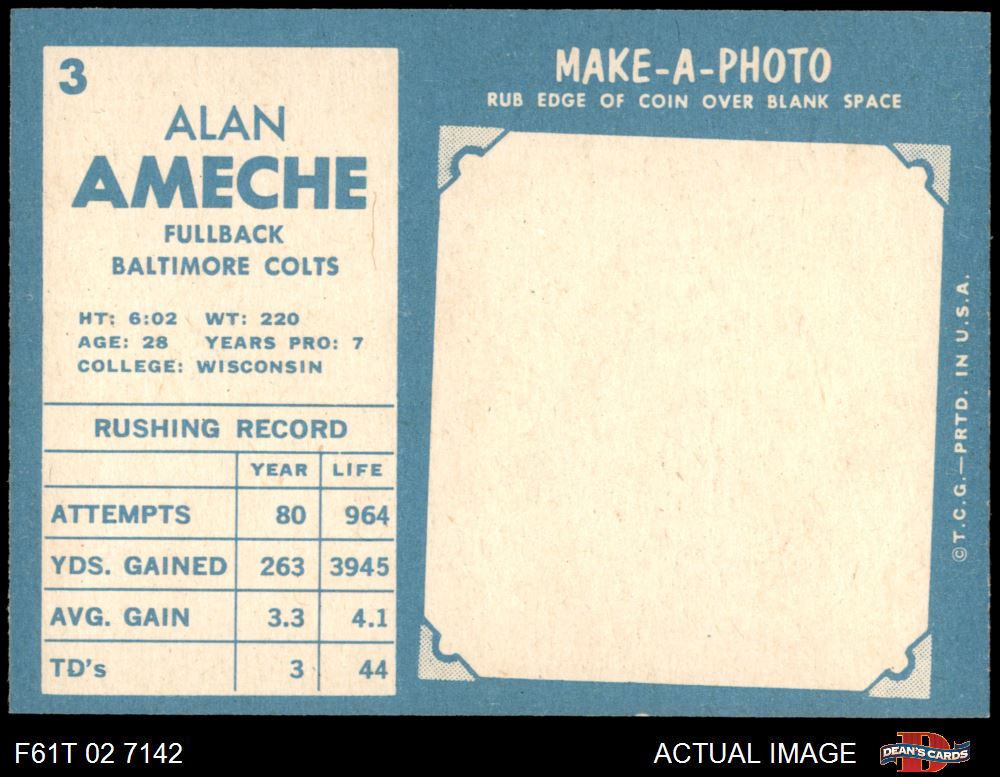 3
ALAN
AMECHE
FULLBACK
BALTIMORE COLTS
HT: 6:02 WT: 220
AGE: 28 YEARS PRO: 7
COLLEGE: WISCONSIN
RUSHING RECORD
YEAR LIFE
ATTEMPTS 80 964
YDS. GAINED 263 3945
AVG. GAIN 3.3 4.1
TD's 3 44
MAKE-A-PHOTO
RUB EDGE OF COIN OVER BLANK SPACE
©T.C.G.—PRTD. IN U.S.A.
F61T 02 7142
ACTUAL IMAGE
D
DEAN'S CARDS